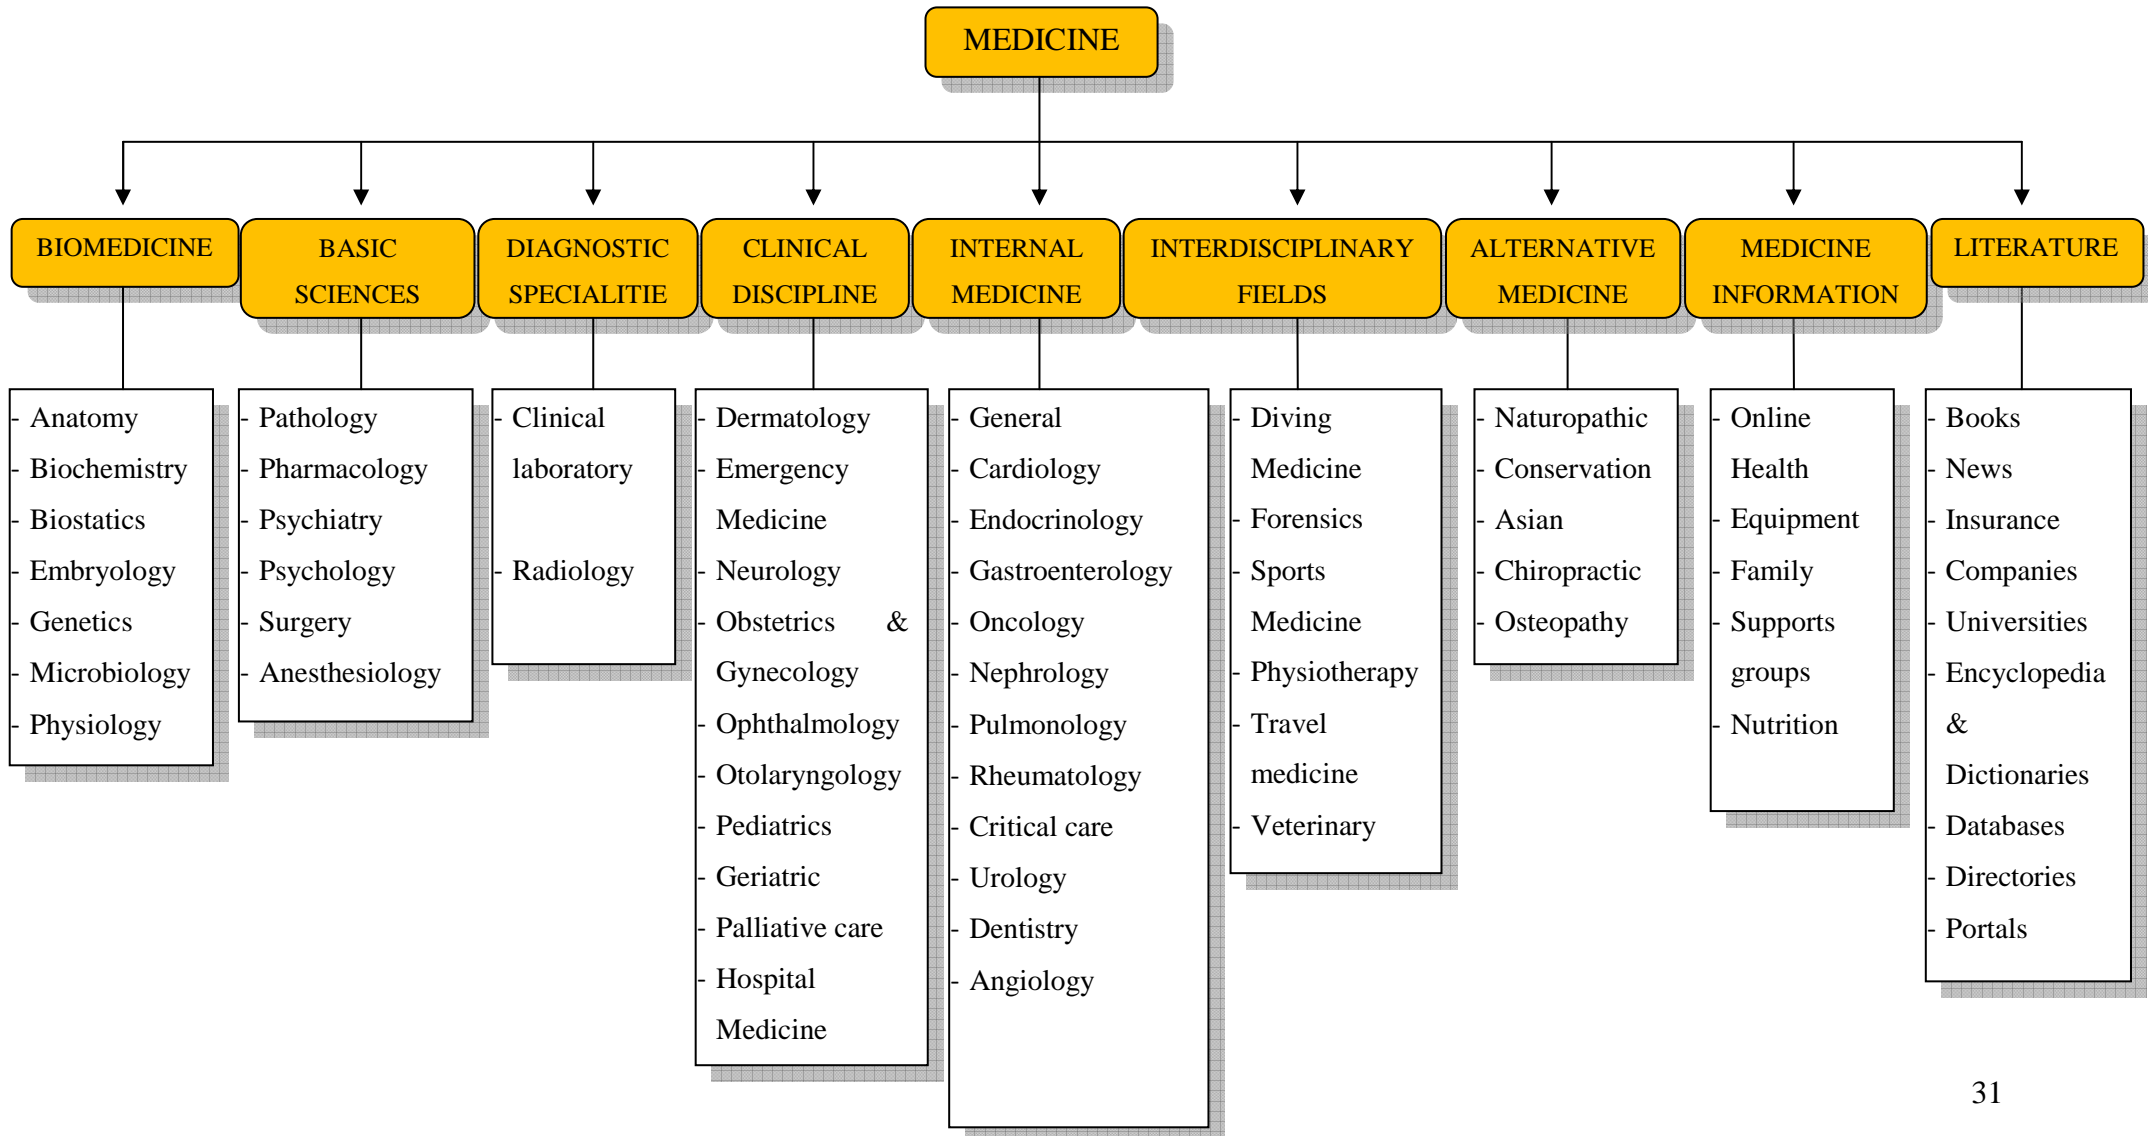 MEDICINE
BIOMEDICINE
BASIC
SCIENCES
DIAGNOSTIC
SPECIALITIE
CLINICAL
DISCIPLINE
INTERNAL
MEDICINE
INTERDISCIPLINARY
FIELDS
ALTERNATIVE
MEDICINE
MEDICINE
INFORMATION
LITERATURE
- Anatomy
- Biochemistry
- Biostatics
- Embryology
- Genetics
- Microbiology
- Physiology
- Pathology
- Pharmacology
- Psychiatry
- Psychology
- Surgery
- Anesthesiology
- Clinical
laboratory
- Radiology
- Dermatology
- Emergency
Medicine
- Neurology
- Obstetrics &
Gynecology
- Ophthalmology
- Otolaryngology
- Pediatrics
- Geriatric
- Palliative care
- Hospital
Medicine
- General
- Cardiology
- Endocrinology
- Gastroenterology
- Oncology
- Nephrology
- Pulmonology
- Rheumatology
- Critical care
- Urology
- Dentistry
- Angiology
- Diving
Medicine
- Forensics
- Sports
Medicine
- Physiotherapy
- Travel
medicine
- Veterinary
- Naturopathic
- Conservation
- Asian
- Chiropractic
- Osteopathy
- Online
Health
- Equipment
- Family
- Supports
groups
- Nutrition
- Books
- News
- Insurance
- Companies
- Universities
- Encyclopedia
&
Dictionaries
- Databases
- Directories
- Portals
31